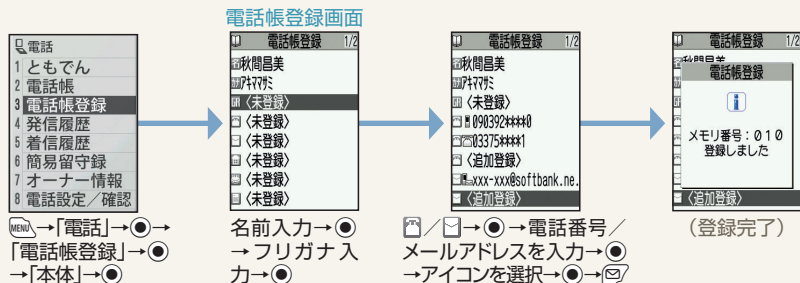 電話帳登録画面
電話
1 ともでん
2 電話帳
3 電話帳登録
4 発信履歴
5 着信履歴
6 簡易留守録
7 オーナー情報
8 電話設定／確認
MENU→「電話」→●→
「電話帳登録」→●
→「本体」→●
電話帳登録 1/2
秋間昌美
ｱｷﾏﾏｻﾐ
GR 〈未登録〉
〈未登録〉
〈未登録〉
〈未登録〉
〈未登録〉
〈未登録〉
名前入力→●
→フリガナ入
力→●
電話帳登録 1/2
秋間昌美
ｱｷﾏﾏｻﾐ
GR 〈未登録〉
090392****0
03375****1
〈追加登録〉
xxx-xxx@softbank.ne.
〈追加登録〉
／→●→電話番号／
メールアドレスを入力→●
→アイコンを選択→●→
電話帳登録 1/2
秋間昌美
電話帳登録
i
メモリ番号：010
登録しました
〈追加登録〉
（登録完了）